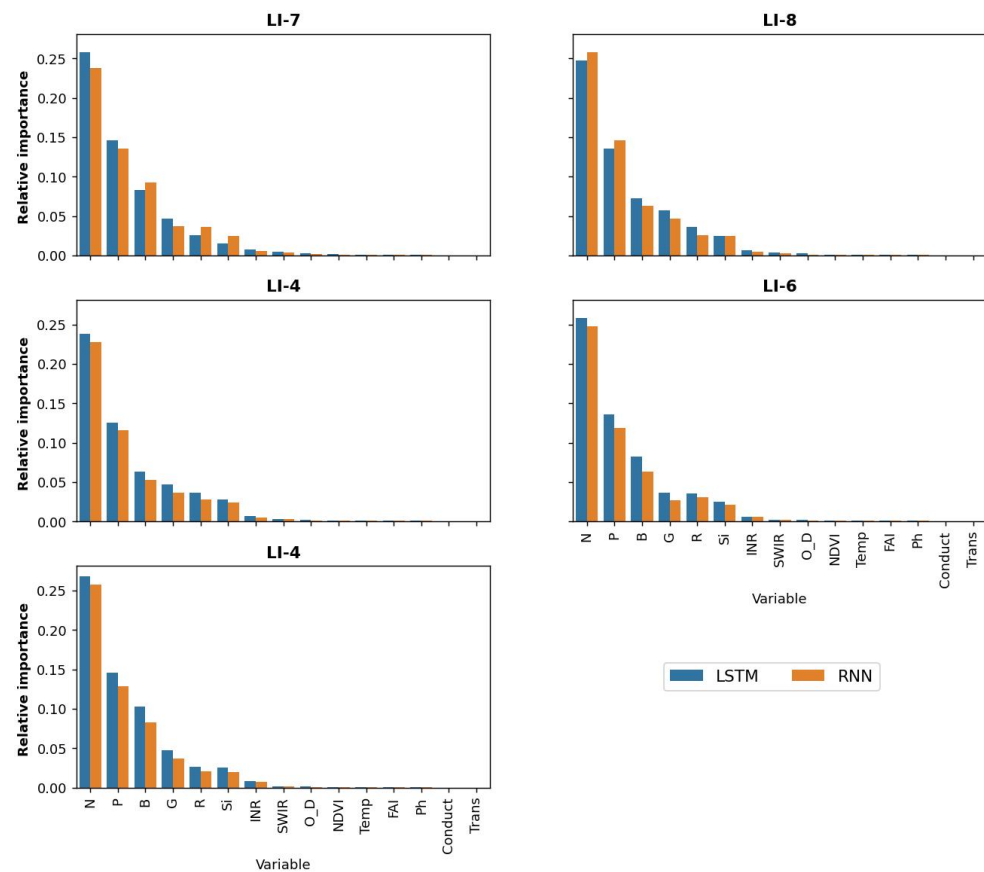 LI-7
Relative importance
0.25
0.20
0.15
0.10
0.05
0.00
LI-8
LI-4
Relative importance
0.25
0.20
0.15
0.10
0.05
0.00
LI-6
N P B G R Si INR SWIR O_D NDVI Temp FAI Ph Conduct Trans
Variable
LI-4
Relative importance
0.25
0.20
0.15
0.10
0.05
0.00
N P B G R Si INR SWIR O_D NDVI Temp FAI Ph Conduct Trans
Variable
LSTM RNN